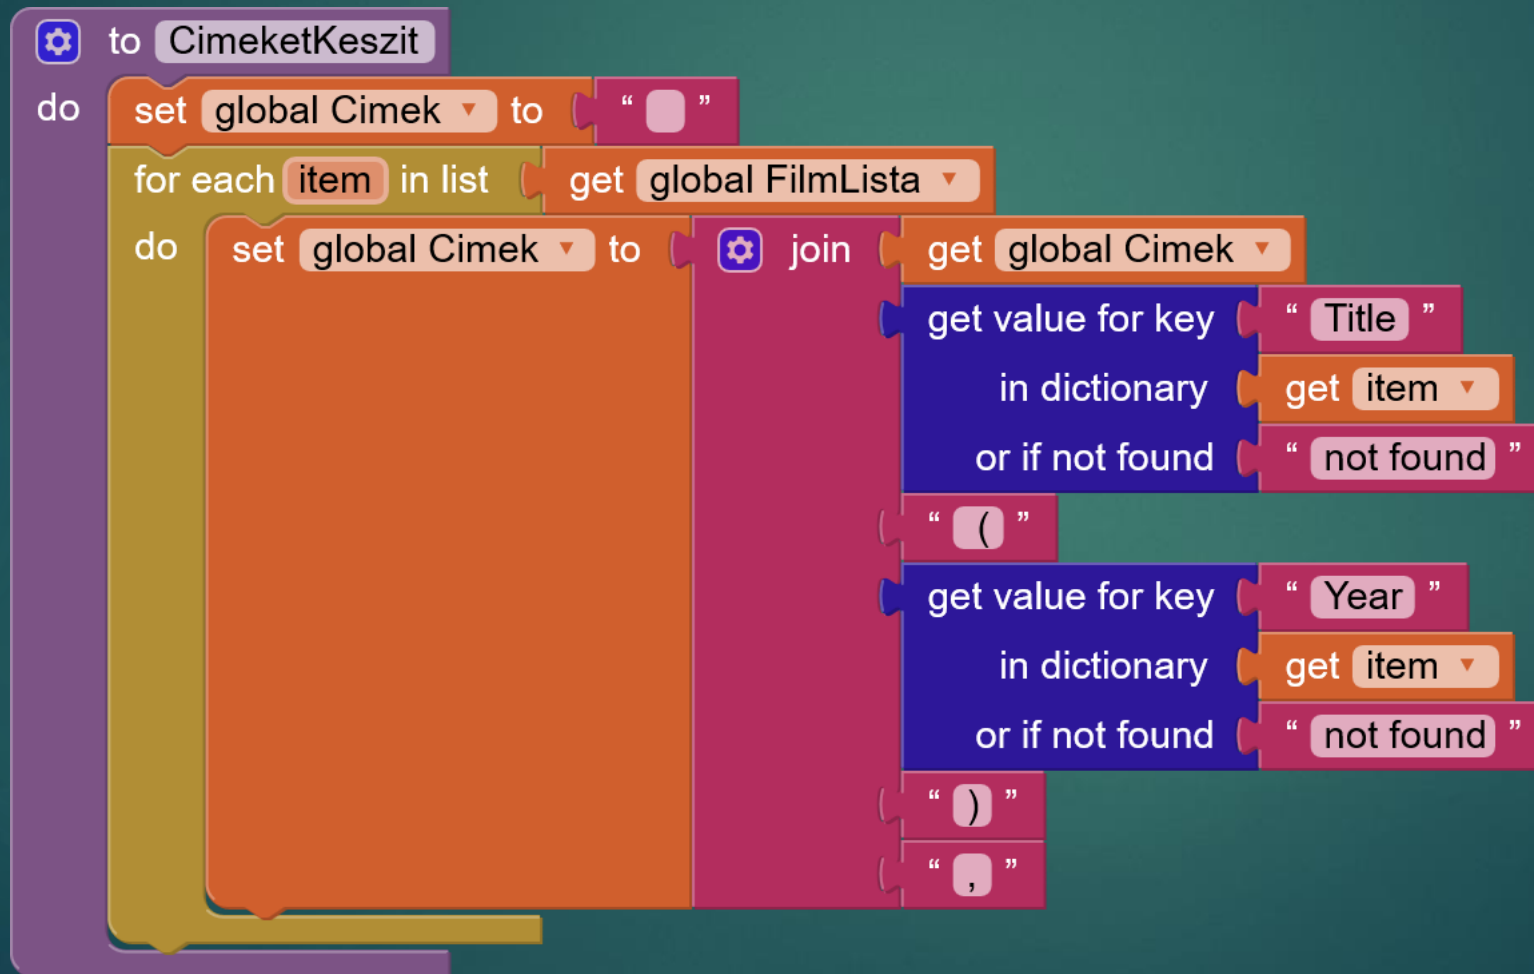 to CimeketKeszit
do set global Cimek to “ ”
for each item in list get global FilmLista
do set global Cimek to join get global Cimek
get value for key “ Title ”
in dictionary get item
or if not found “ not found ”
“ ( ”
get value for key “ Year ”
in dictionary get item
or if not found “ not found ”
“ ) ”
“ , ”